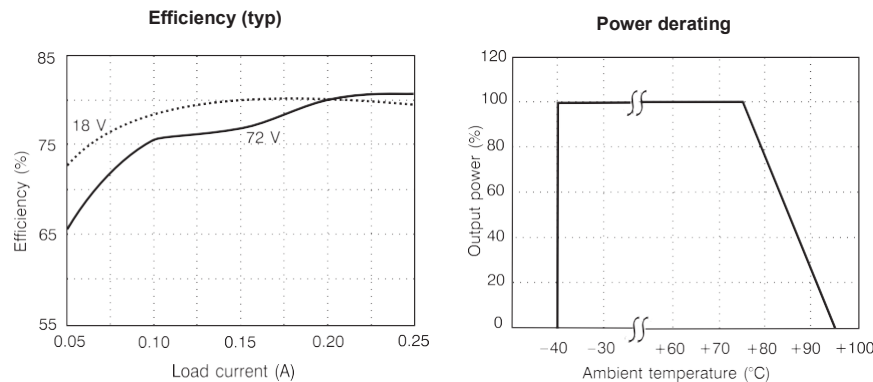 Efficiency (typ)
85
75
65
55
Efficiency (%)
18 V
72 V
0.05 0.10 0.15 0.20 0.25
Load current (A)
Power derating
120
100
80
60
40
20
0
Output power (%)
−40 −30 +60 +70 +80 +90 +100
Ambient temperature (°C)